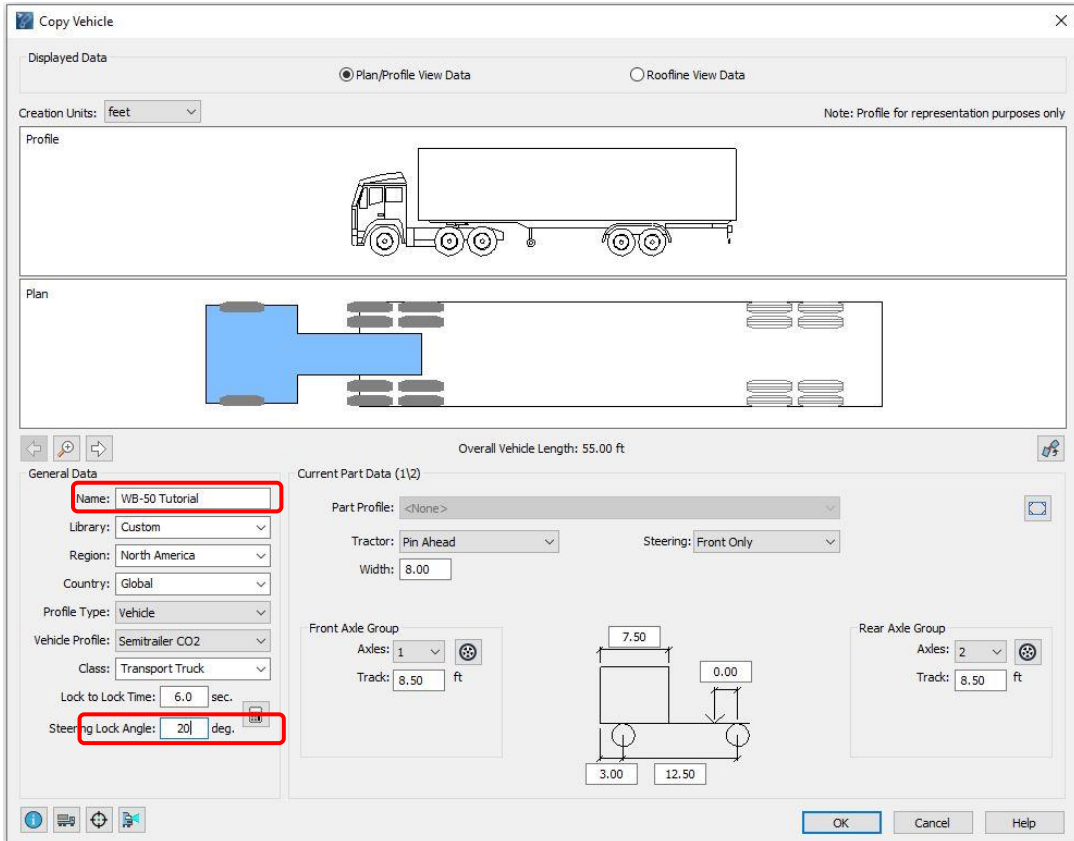 Copy Vehicle
Displayed Data
Plan/Profile View Data Roofline View Data
Creation Units: feet Note: Profile for representation purposes only
Profile
Plan
Overall Vehicle Length: 55.00 ft
General Data Current Part Data (1\2)
Name: WB-50 Tutorial
Part Profile: <None>
Library: Custom
Tractor: Pin Ahead Steering: Front Only
Region: North America
Width: 8.00
Country: Global
Profile Type: Vehicle
Front Axle Group 7.50 Rear Axle Group
Vehicle Profile: Semitrailer CO2
Axles: 1 Axles: 2
Class: Transport Truck
0.00
Track: 8.50 ft Track: 8.50 ft
Lock to Lock Time: 6.0 sec.
Steering Lock Angle: 20 deg.
3.00 12.50
OK Cancel Help